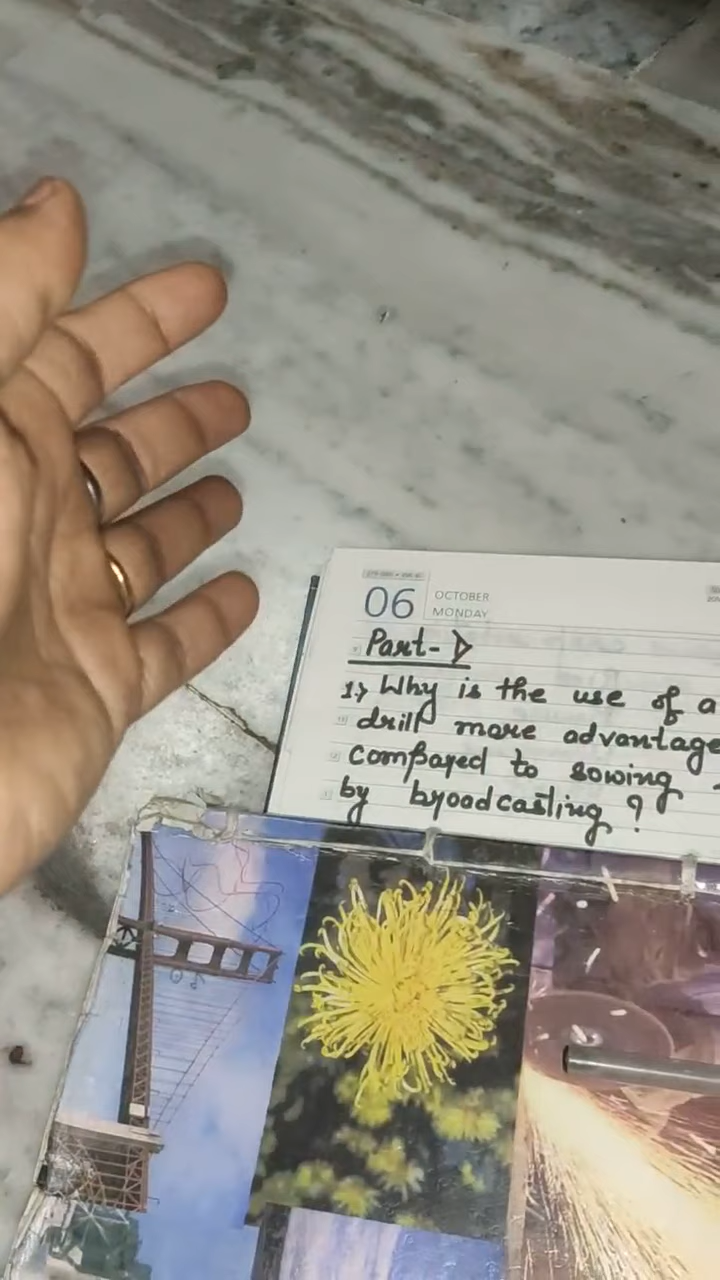 06 OCTOBER
MONDAY
Part-D
1) Why is the use of a
drill more advantage
compared to sowing
by broadcasting ?